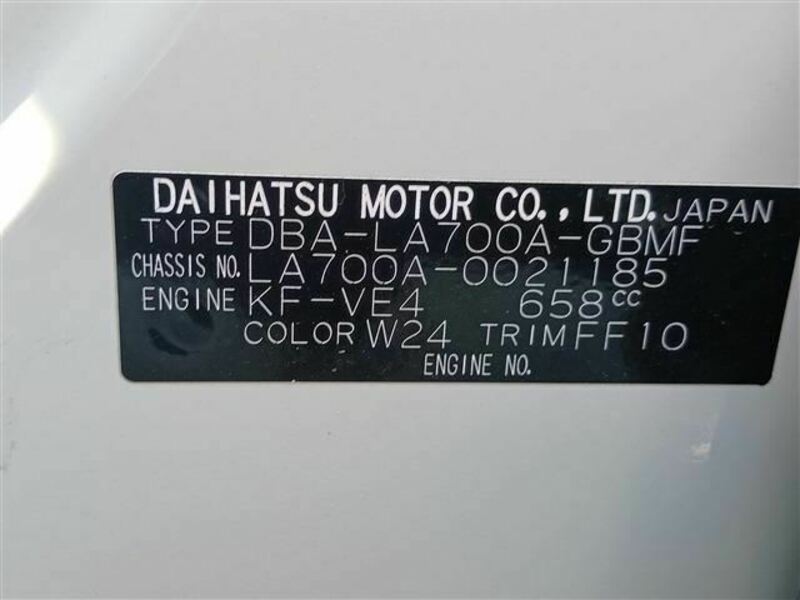 DAIHATSU MOTOR CO., LTD. JAPAN
TYPE DBA-LA700A-GBMF
CHASSIS NO. LA700A-0021185
ENGINE KF-VE4 658cc
COLOR W24 TRIM FF10
ENGINE NO.